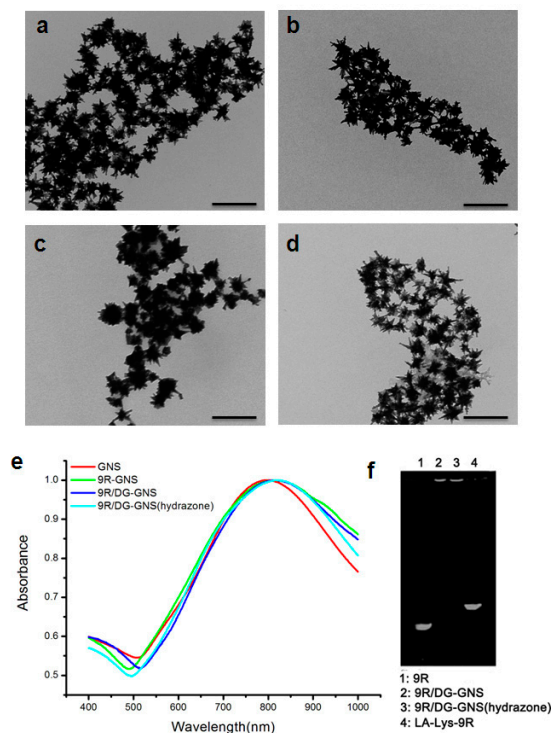 a
b
c
d
e
GNS
9R-GNS
9R/DG-GNS
9R/DG-GNS(hydrazone)
1.0
0.9
0.8
0.7
0.6
0.5
Absorbance
400 500 600 700 800 900 1000
Wavelength(nm)
f
1 2 3 4
1: 9R
2: 9R/DG-GNS
3: 9R/DG-GNS(hydrazone)
4: LA-Lys-9R